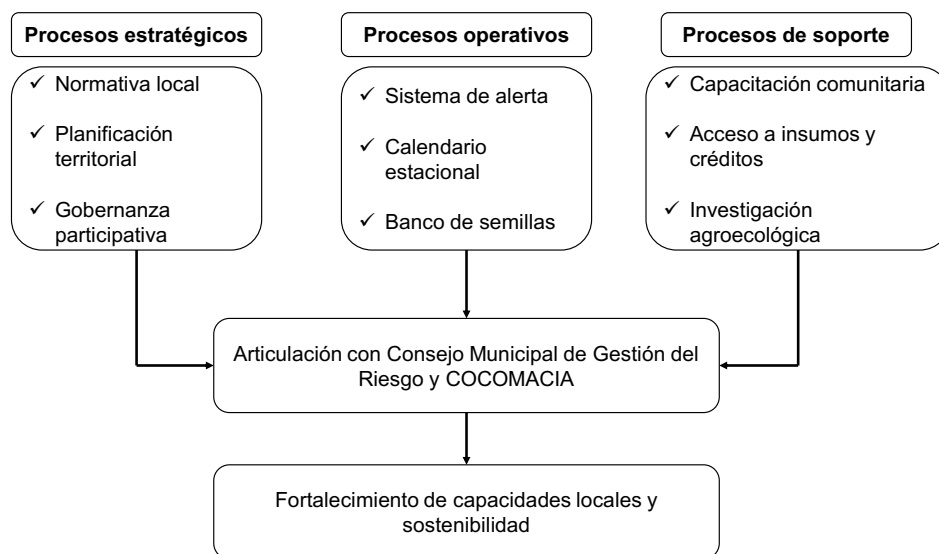 Procesos estratégicos
✓ Normativa local
✓ Planificación
territorial
✓ Gobernanza
participativa
Procesos operativos
✓ Sistema de alerta
✓ Calendario
estacional
✓ Banco de semillas
Procesos de soporte
✓ Capacitación comunitaria
✓ Acceso a insumos y
créditos
✓ Investigación
agroecológica
Articulación con Consejo Municipal de Gestión del
Riesgo y COCOMACIA
Fortalecimiento de capacidades locales y
sostenibilidad